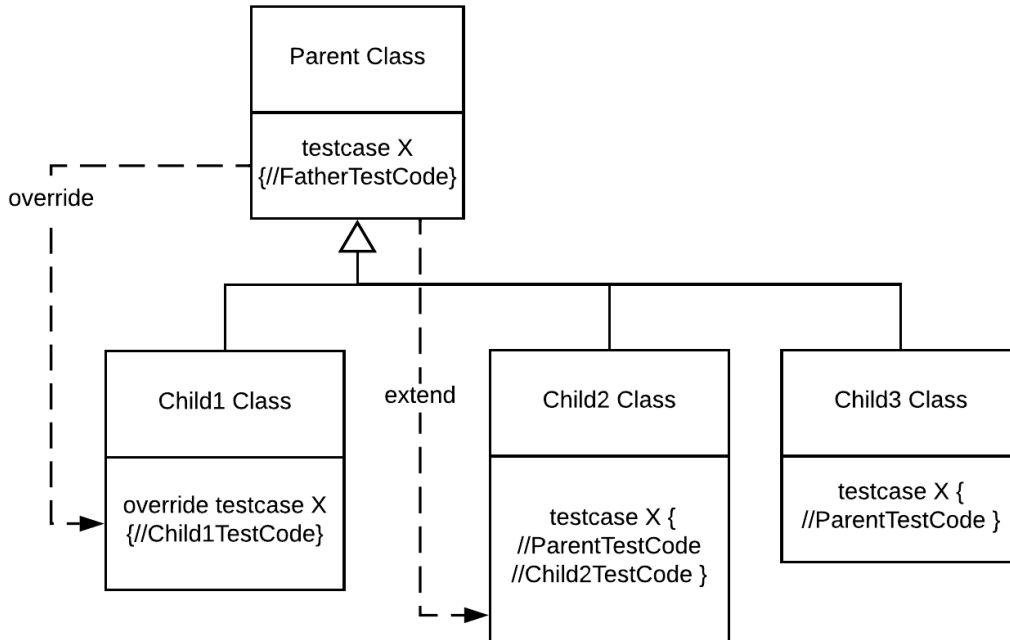 Parent Class
testcase X
{//FatherTestCode}
override
extend
Child1 Class
override testcase X
{//Child1TestCode}
Child2 Class
testcase X {
//ParentTestCode
//Child2TestCode }
Child3 Class
testcase X {
//ParentTestCode }